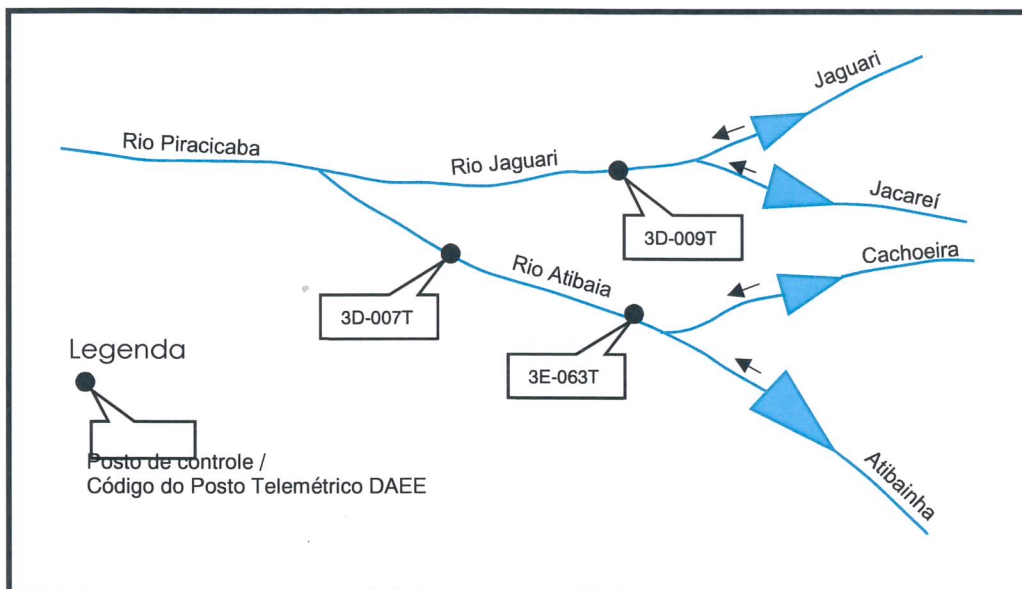 Jaguari
Rio Piracicaba
Rio Jaguari
Jacareí
3D-009T
Cachoeira
Rio Atibaia
3D-007T
3E-063T
Legenda
Posto de controle /
Código do Posto Telemétrico DAEE
Atibainha